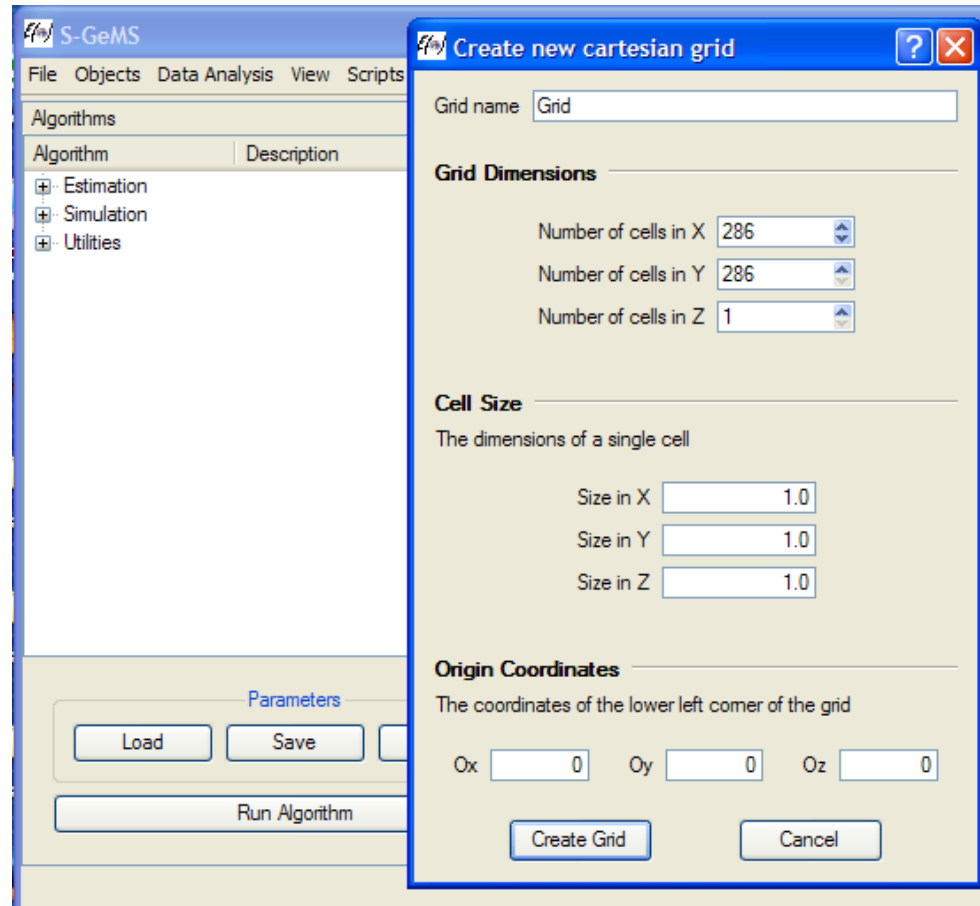 S-GeMS
File Objects Data Analysis View Scripts
Algorithms
Algorithm Description
Estimation
Simulation
Utilities
Parameters
Load Save
Run Algorithm
Create new cartesian grid
Grid name Grid
Grid Dimensions
Number of cells in X 286
Number of cells in Y 286
Number of cells in Z 1
Cell Size
The dimensions of a single cell
Size in X 1.0
Size in Y 1.0
Size in Z 1.0
Origin Coordinates
The coordinates of the lower left corner of the grid
Ox 0 Oy 0 Oz 0
Create Grid Cancel